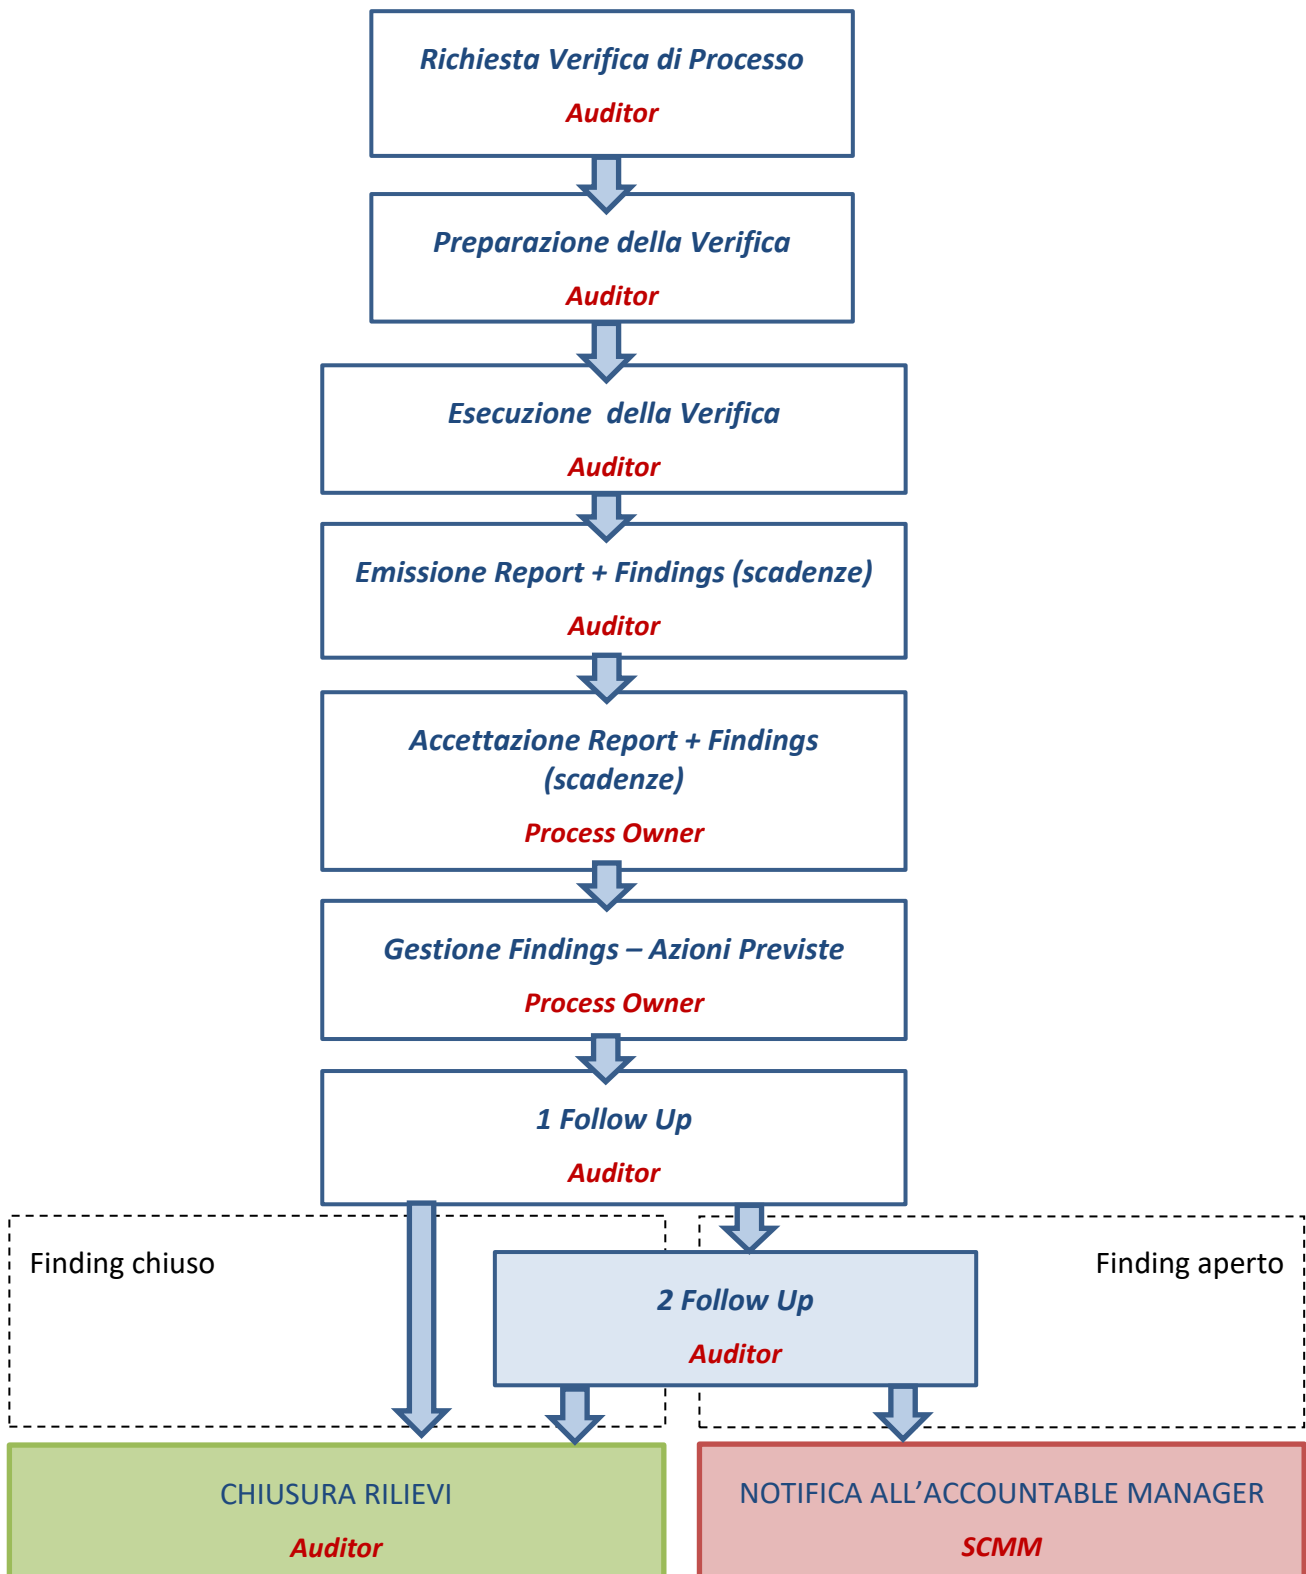 Richiesta Verifica di Processo
Auditor
Preparazione della Verifica
Auditor
Esecuzione  della Verifica
Auditor
Emissione Report + Findings (scadenze)
Auditor
Accettazione Report + Findings
(scadenze)
Process Owner
Gestione Findings – Azioni Previste
Process Owner
1 Follow Up
Auditor
Finding chiuso
Finding aperto
2 Follow Up
Auditor
CHIUSURA RILIEVI
Auditor
NOTIFICA ALL’ACCOUNTABLE MANAGER
SCMM